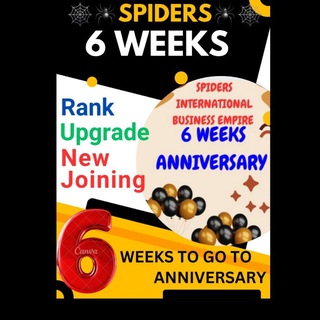 SPIDERS
6 WEEKS
Rank
Upgrade
New
Joining
SPIDERS
INTERNATIONAL
BUSINESS EMPIRE
6 WEEKS
ANNIVERSARY
6
Canva
WEEKS TO GO TO
ANNIVERSARY